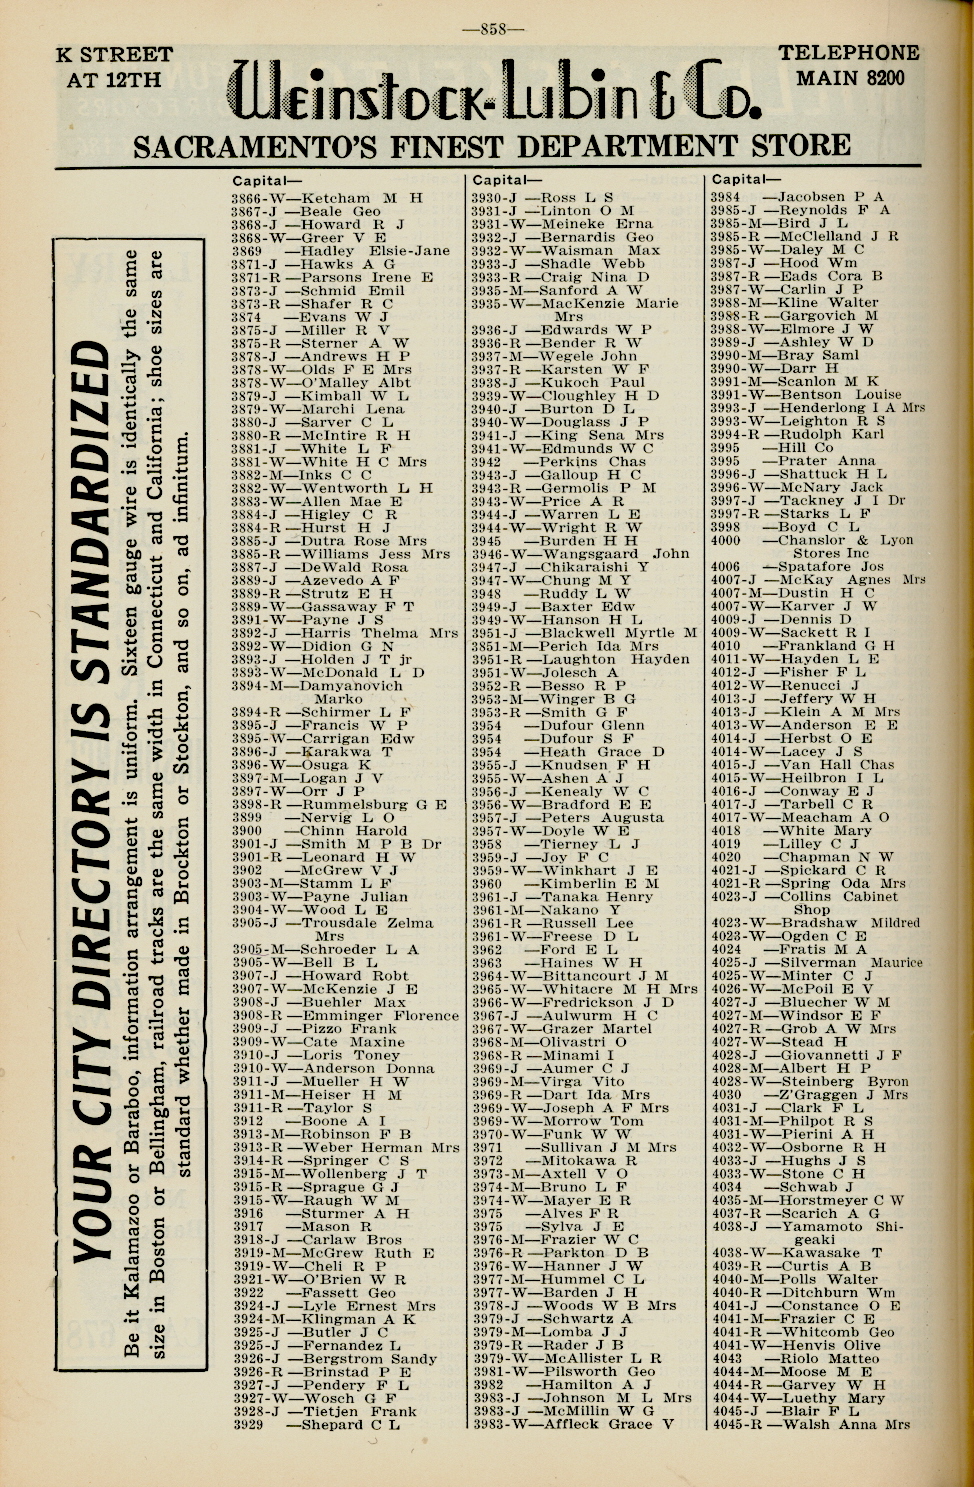 —858—
K STREET
AT 12TH
Weinstock-Lubin & Co.
TELEPHONE
MAIN 8200
SACRAMENTO'S FINEST DEPARTMENT STORE
YOUR CITY DIRECTORY IS STANDARDIZED
Be it Kalamazoo or Baraboo, information arrangement is uniform. Sixteen gauge wire is identically the same
size in Boston or Bellingham, railroad tracks are the same width in Connecticut and California; shoe sizes are
standard whether made in Brockton or Stockton, and so on, ad infinitum.
Capital—
3866-W—Ketcham M H
3867-J —Beale Geo
3868-J —Howard R J
3868-W—Greer V E
3869 —Hadley Elsie-Jane
3871-J —Hawks A G
3871-R —Parsons Irene E
3873-J —Schmid Emil
3873-R —Shafer R C
3874 —Evans W J
3875-J —Miller R V
3875-R —Sterner A W
3878-J —Andrews H P
3878-W—Olds F E Mrs
3878-W—O'Malley Albt
3879-J —Kimball W L
3879-W—Marchi Lena
3880-J —Sarver C L
3880-R —McIntire R H
3881-J —White L F
3881-W—White H C Mrs
3882-M—Inks C C
3882-W—Wentworth L H
3883-W—Allen Mae E
3884-J —Higley C R
3884-R —Hurst H J
3885-J —Dutra Rose Mrs
3885-R —Williams Jess Mrs
3887-J —DeWald Rosa
3889-J —Azevedo A F
3889-R —Strutz E H
3889-W—Gassaway F T
3891-W—Payne J S
3892-J —Harris Thelma Mrs
3892-W—Didion G N
3893-J —Holden J T jr
3893-W—McDonald L D
3894-M—Damyanovich
Marko
3894-R —Schirmer L F
3895-J —Francis W P
3895-W—Carrigan Edw
3896-J —Karakwa T
3896-W—Osuga K
3897-M—Logan J V
3897-W—Orr J P
3898-R —Rummelsburg G E
3899 —Nervig L O
3900 —Chinn Harold
3901-J —Smith M P B Dr
3901-R —Leonard H W
3902 —McGrew V J
3903-M—Stamm L F
3903-W—Payne Julian
3904-W—Wood L E
3905-J —Trousdale Zelma
Mrs
3905-M—Schroeder L A
3905-W—Bell B L
3907-J —Howard Robt
3907-W—McKenzie J E
3908-J —Buehler Max
3908-R —Emminger Florence
3909-J —Pizzo Frank
3909-W—Cate Maxine
3910-J —Loris Toney
3910-W—Anderson Donna
3911-J —Mueller H W
3911-M—Heiser H M
3911-R —Taylor S
3912 —Boone A I
3913-M—Robinson F B
3913-R —Weber Herman Mrs
3914-R —Springer C S
3915-M—Wollenberg J T
3915-R —Sprague G J
3915-W—Raugh W M
3916 —Sturmer A H
3917 —Mason R
3918-J —Carlaw Bros
3919-M—McGrew Ruth E
3919-W—Cheli R P
3921-W—O'Brien W R
3922 —Fassett Geo
3924-J —Lyle Ernest Mrs
3924-M—Klingman A K
3925-J —Butler J C
3925-J —Fernandez L
3926-J —Bergstrom Sandy
3926-R —Brinstad P E
3927-J —Pendery F L
3927-W—Wosch G F
3928-J —Tietjen Frank
3929 —Shepard C L
Capital—
3930-J —Ross L S
3931-J —Linton O M
3931-W—Meineke Erna
3932-J —Bernardis Geo
3932-W—Waisman Max
3933-J —Shadle Webb
3933-R —Craig Nina D
3935-M—Sanford A W
3935-W—MacKenzie Marie
Mrs
3936-J —Edwards W P
3936-R —Bender R W
3937-M—Wegele John
3937-R —Karsten W F
3938-J —Kukoch Paul
3939-W—Cloughley H D
3940-J —Burton D L
3940-W—Douglass J P
3941-J —King Sena Mrs
3941-W—Edmunds W C
3942 —Perkins Chas
3943-J —Galloup H C
3943-R —Germolis P M
3943-W—Price A R
3944-J —Warren L E
3944-W—Wright R W
3945 —Burden H H
3946-W—Wangsgaard John
3947-J —Chikaraishi Y
3947-W—Chung M Y
3948 —Ruddy L W
3949-J —Baxter Edw
3949-W—Hanson H L
3951-J —Blackwell Myrtle M
3851-M—Perich Ida Mrs
3951-R —Laughton Hayden
3951-W—Jolesch A
3952-R —Besso R P
3953-M—Winger B G
3953-R —Smith G F
3954 —Dufour Glenn
3954 —Dufour S F
3954 —Heath Grace D
3955-J —Knudsen F H
3955-W—Ashen A J
3956-J —Kenealy W C
3956-W—Bradford E E
3957-J —Peters Augusta
3957-W—Doyle W E
3958 —Tierney L J
3959-J —Joy F C
3959-W—Winkhart J E
3960 —Kimberlin E M
3961-J —Tanaka Henry
3961-M—Nakano Y
3961-R —Russell Lee
3961-W—Freese D L
3962 —Ford E L
3963 —Haines W H
3964-W—Bittancourt J M
3965-W—Whitacre M H Mrs
3966-W—Fredrickson J D
3967-J —Aulwurm H C
3967-W—Grazer Martel
3968-M—Olivastri O
3968-R —Minami I
3969-J —Aumer C J
3969-M—Virga Vito
3969-R —Dart Ida Mrs
3969-W—Joseph A F Mrs
3969-W—Morrow Tom
3970-W—Funk W W
3971 —Sullivan J M Mrs
3972 —Mitokawa R
3973-M—Axtell V O
3974-M—Bruno L F
3974-W—Mayer E R
3975 —Alves F R
3975 —Sylva J E
3976-M—Frazier W C
3976-R —Parkton D B
3976-W—Hanner J W
3977-M—Hummel C L
3977-W—Barden J H
3978-J —Woods W B Mrs
3979-J —Schwartz A
3979-M—Lomba J J
3979-R —Rader J B
3979-W—McAllister L R
3981-W—Pilsworth Geo
3982 —Hamilton A J
3983-J —Johnson M L Mrs
3983-J —McMillin W G
3983-W—Affleck Grace V
Capital—
3984 —Jacobsen P A
3985-J —Reynolds F A
3985-M—Bird J L
3985-R —McClelland J R
3985-W—Daley M C
3987-J —Hood Wm
3987-R —Eads Cora B
3987-W—Carlin J P
3988-M—Kline Walter
3988-R —Gargovich M
3988-W—Elmore J W
3989-J —Ashley W D
3990-M—Bray Saml
3990-W—Darr H
3991-M—Scanlon M K
3991-W—Bentson Louise
3993-J —Henderlong I A Mrs
3993-W—Leighton R S
3994-R —Rudolph Karl
3995 —Hill Co
3995 —Prater Anna
3996-J —Shattuck H L
3996-W—McNary Jack
3997-J —Tackney J I Dr
3997-R —Starks L F
3998 —Boyd C L
4000 —Chanslor & Lyon
Stores Inc
4006 —Spatafore Jos
4007-J —McKay Agnes Mrs
4007-M—Dustin H C
4007-W—Karver J W
4009-J —Dennis D
4009-W—Sackett R I
4010 —Frankland G H
4011-W—Hayden L E
4012-J —Fisher F L
4012-W—Renucci J
4013-J —Jeffery W H
4013-J —Klein A M Mrs
4013-W—Anderson E E
4014-J —Herbst O E
4014-W—Lacey J S
4015-J —Van Hall Chas
4015-W—Heilbron I L
4016-J —Conway E J
4017-J —Tarbell C R
4017-W—Meacham A O
4018 —White Mary
4019 —Lilley C J
4020 —Chapman N W
4021-J —Spickard C R
4021-R —Spring Oda Mrs
4023-J —Collins Cabinet
Shop
4023-W—Bradshaw Mildred
4023-W—Ogden C E
4024 —Fratis M A
4025-J —Silverman Maurice
4025-W—Minter C J
4026-W—McPoil E V
4027-J —Bluecher W M
4027-M—Windsor E F
4027-R —Grob A W Mrs
4027-W—Stead H
4028-J —Giovannetti J F
4028-M—Albert H P
4028-W—Steinberg Byron
4030 —Z'Graggen J Mrs
4031-J —Clark F L
4031-M—Philpot R S
4031-W—Pierini A H
4032-W—Osborne R H
4033-J —Hughs J S
4033-W—Stone C H
4034 —Schwab J
4035-M—Horstmeyer C W
4037-R —Scarich A G
4038-J —Yamamoto Shi-
geaki
4038-W—Kawasake T
4039-R —Curtis A B
4040-M—Polls Walter
4040-R —Ditchburn Wm
4041-J —Constance O E
4041-M—Frazier C E
4041-R —Whitcomb Geo
4041-W—Henvis Olive
4043 —Riolo Matteo
4044-M—Moose M E
4044-R —Garvey W H
4044-W—Luethy Mary
4045-J —Blair F L
4045-R —Walsh Anna Mrs